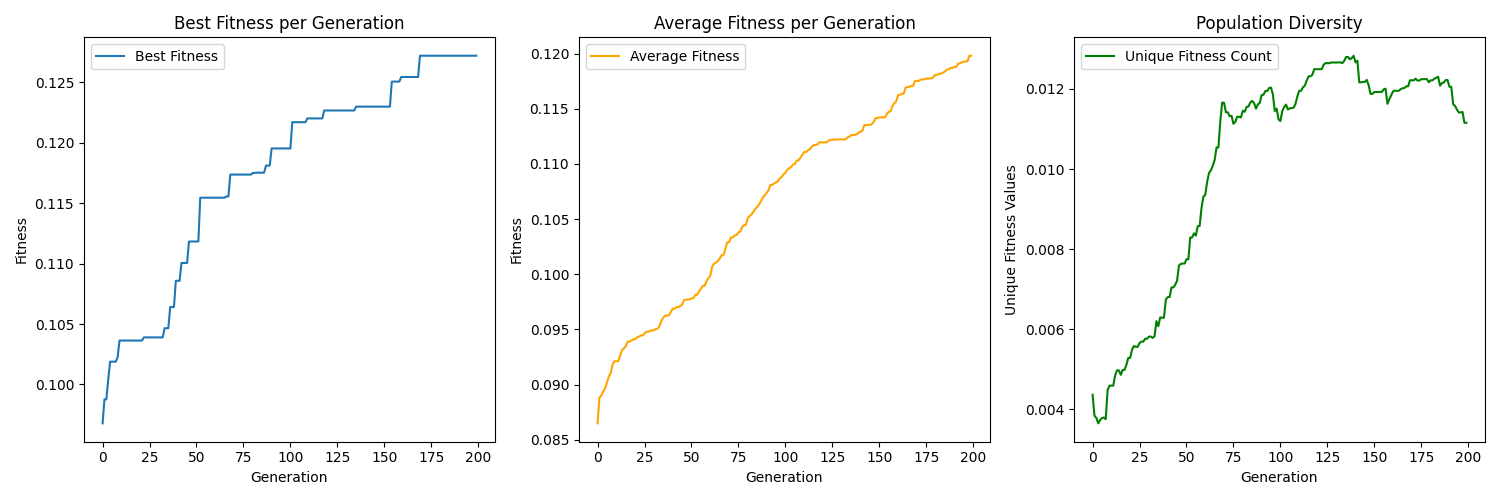 Best Fitness per Generation
Best Fitness
Fitness
0.125
0.120
0.115
0.110
0.105
0.100
0 25 50 75 100 125 150 175 200
Generation
Average Fitness per Generation
Average Fitness
Fitness
0.120
0.115
0.110
0.105
0.100
0.095
0.090
0.085
0 25 50 75 100 125 150 175 200
Generation
Population Diversity
Unique Fitness Count
Unique Fitness Values
0.012
0.010
0.008
0.006
0.004
0 25 50 75 100 125 150 175 200
Generation